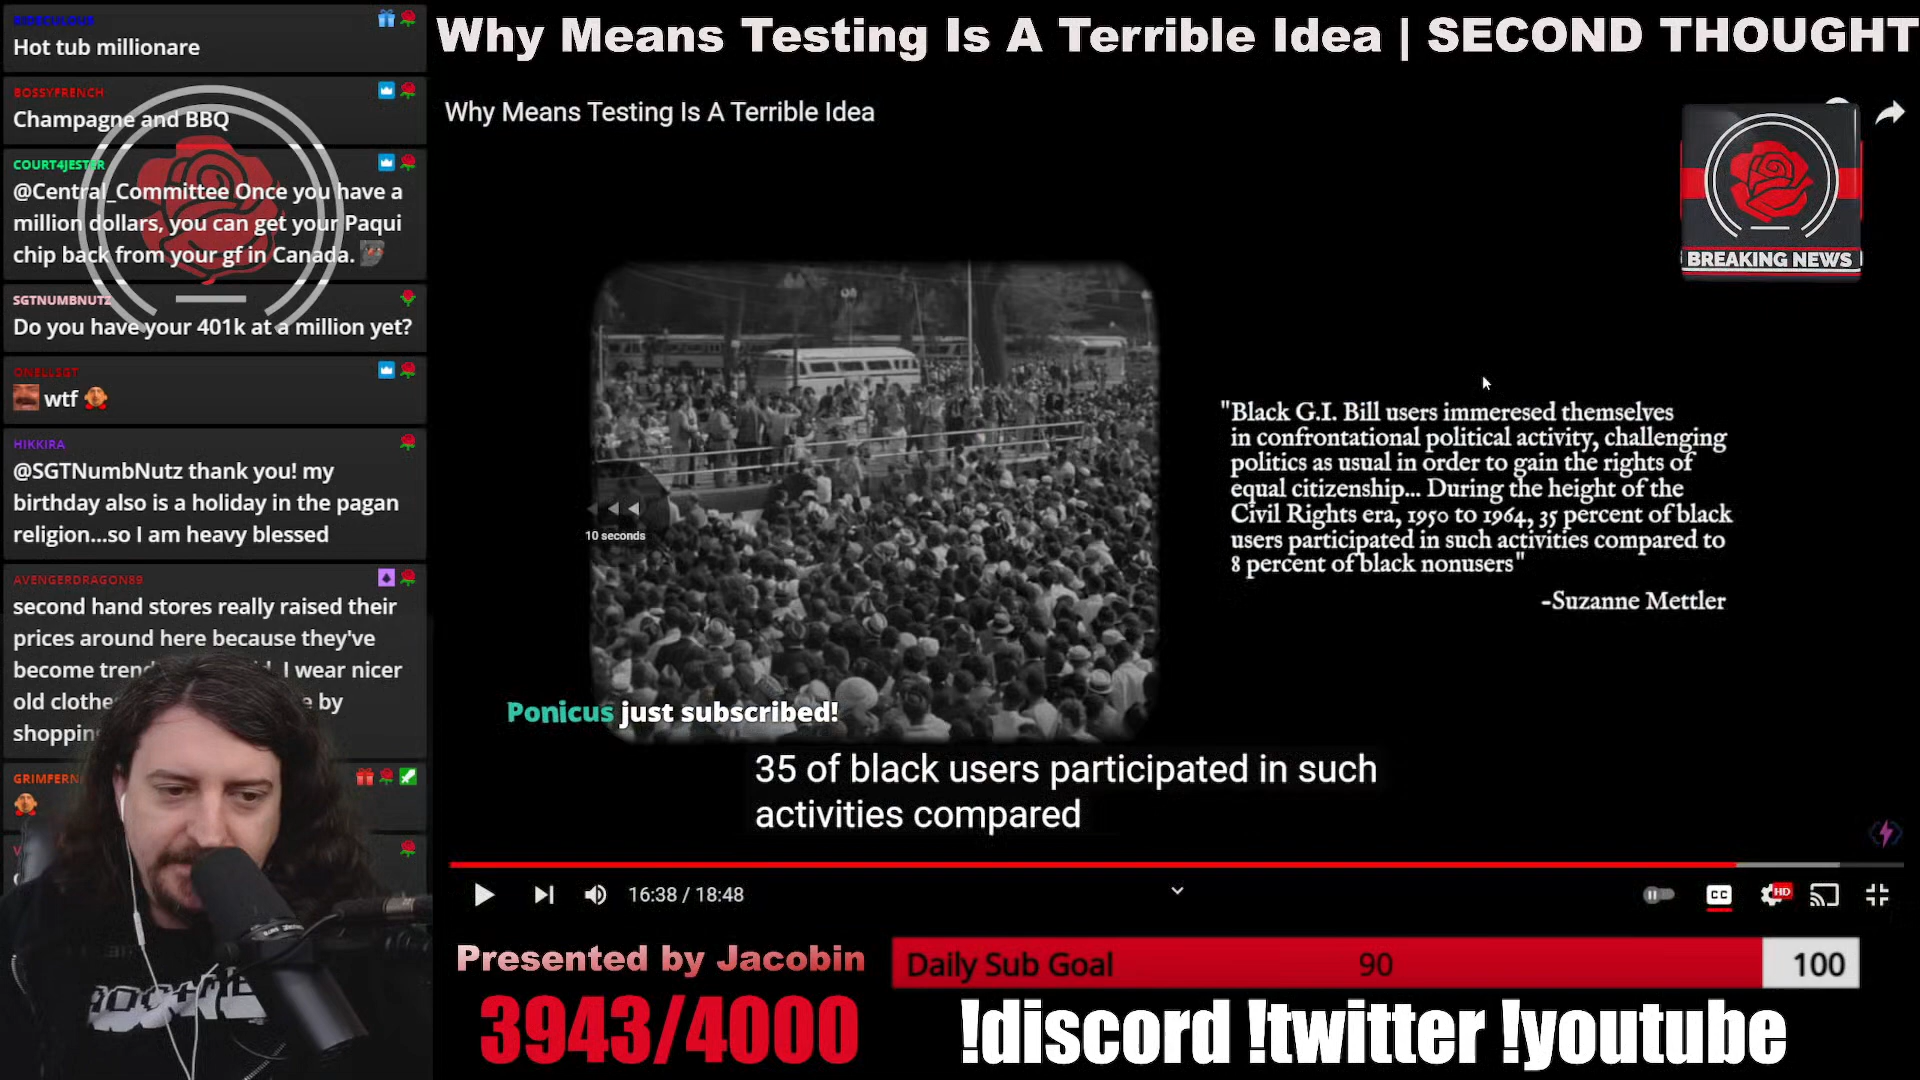 Hot tub millionare
BOSSYFRENCH
Champagne and BBQ
COURT4JESTER
@Central_Committee Once you have a
million dollars, you can get your Paqui
chip back from your gf in Canada.
SGTNUMBNUTZ
Do you have your 401k at a million yet?
ONELLSGT
wtf
HIKKIRA
@SGTNumbNutz thank you! my
birthday also is a holiday in the pagan
religion...so I am heavy blessed
AVENGERDRAGON89
second hand stores really raised their
prices around here because they've
become I wear nicer
old by
Why Means Testing Is A Terrible Idea | SECOND THOUGHT
Why Means Testing Is A Terrible Idea
BREAKING NEWS
"Black G.I. Bill users immeresed themselves
in confrontational political activity, challenging
politics as usual in order to gain the rights of
equal citizenship... During the height of the
Civil Rights era, 1950 to 1964, 35 percent of black
users participated in such activities compared to
8 percent of black nonusers"
-Suzanne Mettler
10 seconds
Ponicus just subscribed!
35 of black users participated in such
activities compared
16:38 / 18:48
CC
HD
Presented by Jacobin
3943/4000
Daily Sub Goal 90 100
!discord !twitter !youtube